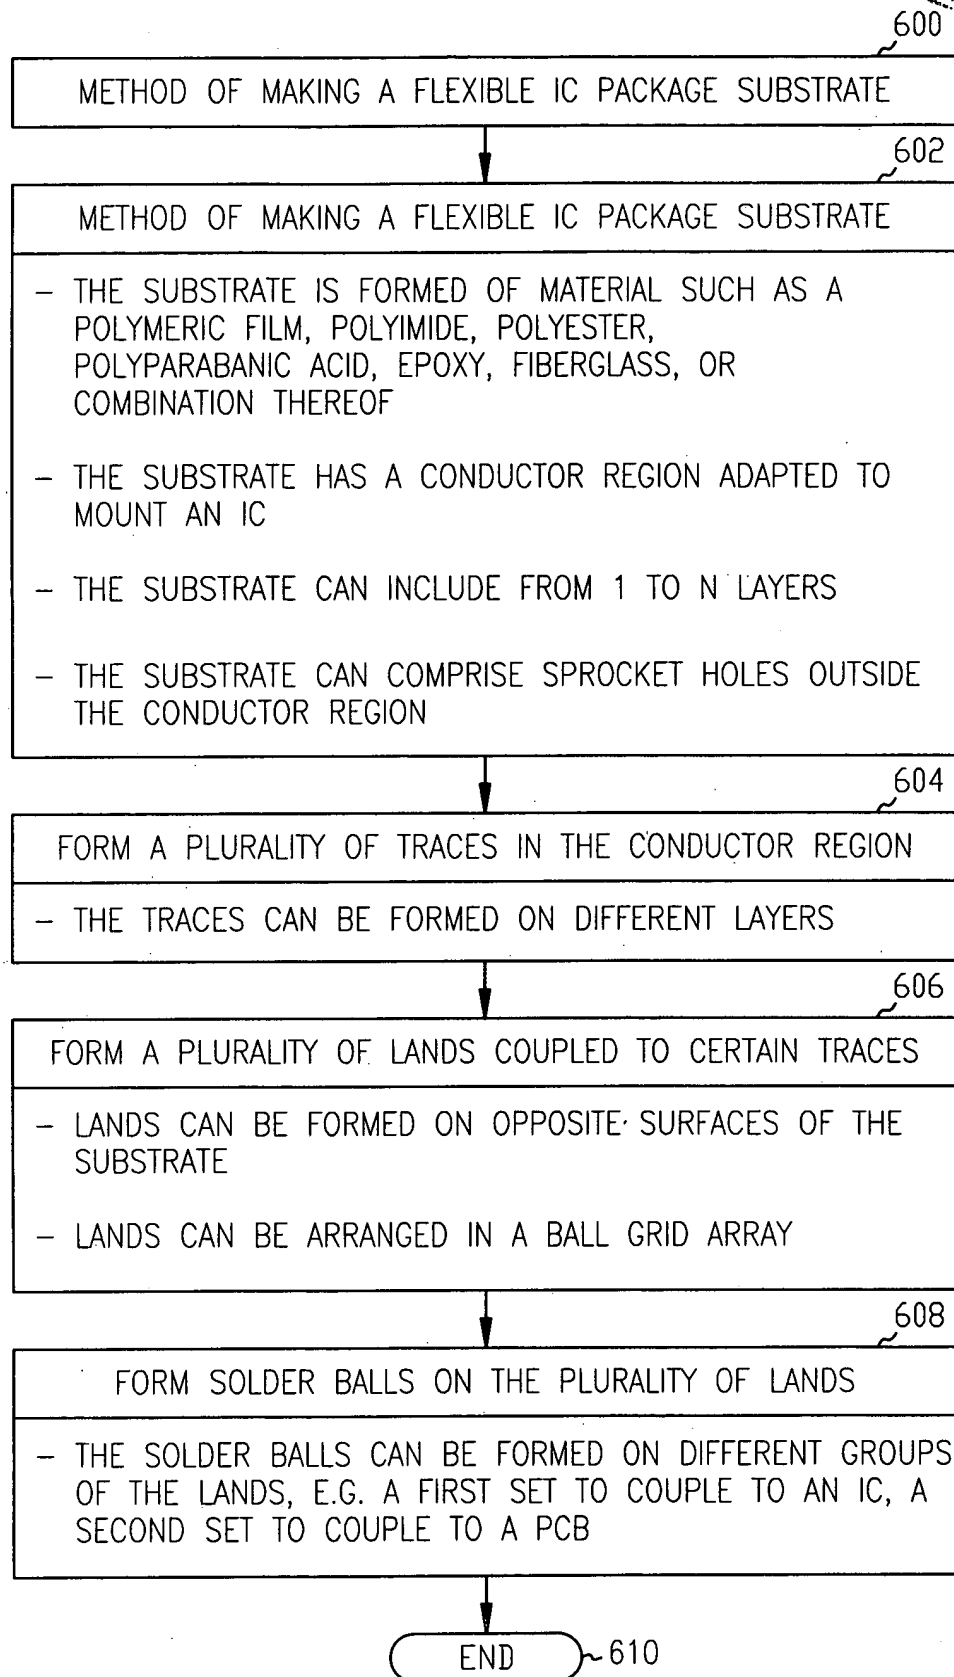 600
METHOD OF MAKING A FLEXIBLE IC PACKAGE SUBSTRATE
602
METHOD OF MAKING A FLEXIBLE IC PACKAGE SUBSTRATE
– THE SUBSTRATE IS FORMED OF MATERIAL SUCH AS A
POLYMERIC FILM, POLYIMIDE, POLYESTER,
POLYPARABANIC ACID, EPOXY, FIBERGLASS, OR
COMBINATION THEREOF
– THE SUBSTRATE HAS A CONDUCTOR REGION ADAPTED TO
MOUNT AN IC
– THE SUBSTRATE CAN INCLUDE FROM 1 TO N LAYERS
– THE SUBSTRATE CAN COMPRISE SPROCKET HOLES OUTSIDE
THE CONDUCTOR REGION
604
FORM A PLURALITY OF TRACES IN THE CONDUCTOR REGION
– THE TRACES CAN BE FORMED ON DIFFERENT LAYERS
606
FORM A PLURALITY OF LANDS COUPLED TO CERTAIN TRACES
– LANDS CAN BE FORMED ON OPPOSITE SURFACES OF THE
SUBSTRATE
– LANDS CAN BE ARRANGED IN A BALL GRID ARRAY
608
FORM SOLDER BALLS ON THE PLURALITY OF LANDS
– THE SOLDER BALLS CAN BE FORMED ON DIFFERENT GROUPS
OF THE LANDS, E.G. A FIRST SET TO COUPLE TO AN IC, A
SECOND SET TO COUPLE TO A PCB
END 610